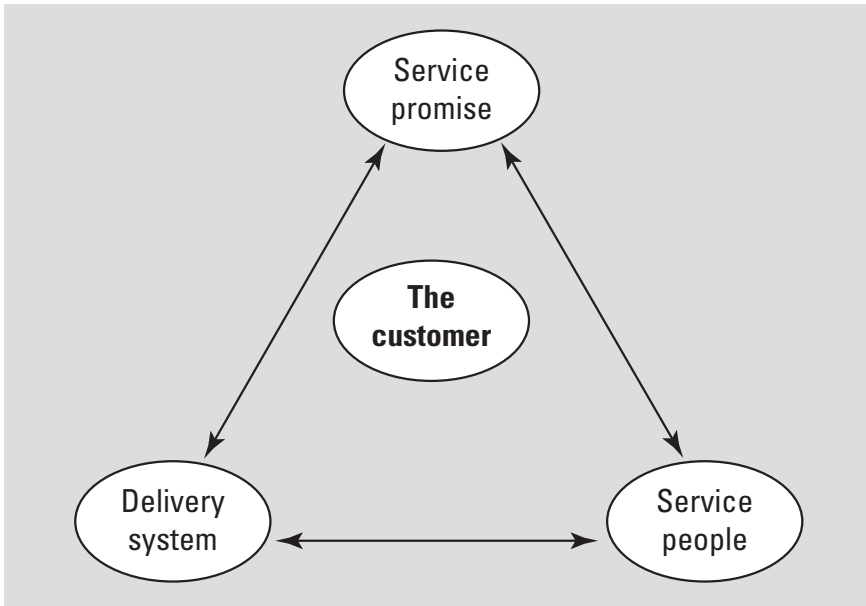 Service
promise
The
customer
Delivery
system
Service
people